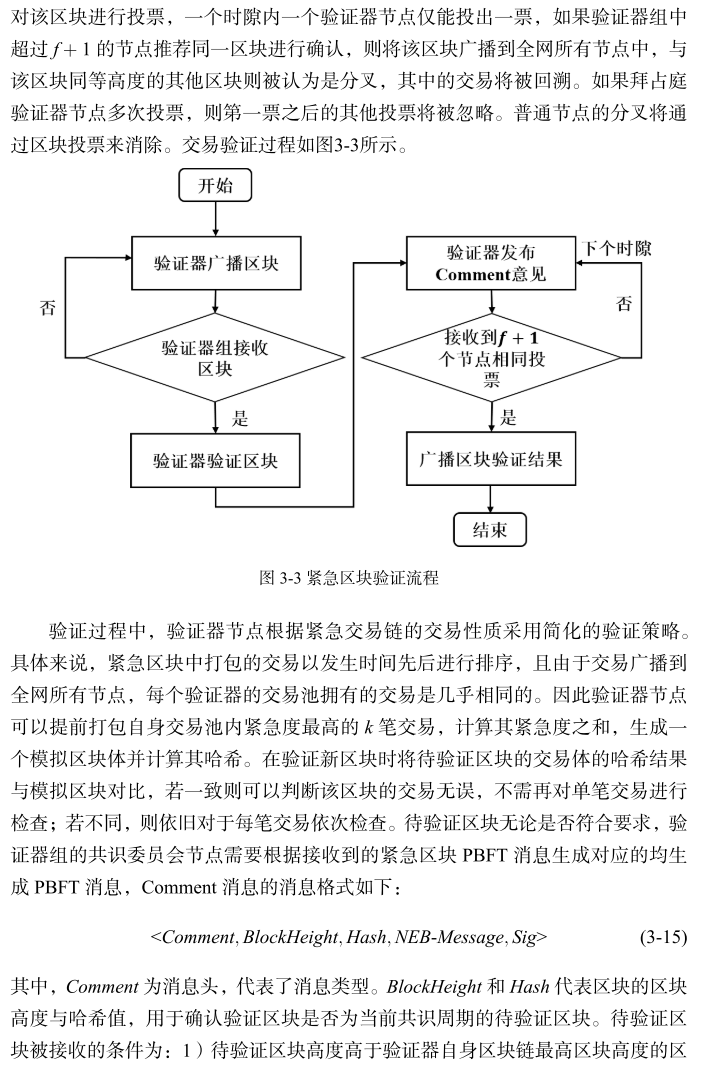 对该区块进行投票，一个时隙内一个验证器节点仅能投出一票，如果验证器组中
超过 f + 1 的节点推荐同一区块进行确认，则将该区块广播到全网所有节点中，与
该区块同等高度的其他区块则被认为是分叉，其中的交易将被回溯。如果拜占庭
验证器节点多次投票，则第一票之后的其他投票将被忽略。普通节点的分叉将通
过区块投票来消除。交易验证过程如图3-3所示。
开始
验证器广播区块
否
验证器组接收
区块
是
验证器验证区块
验证器发布
Comment意见
下个时隙
否
接收到f + 1
个节点相同投
票
是
广播区块验证结果
结束
图 3-3 紧急区块验证流程
验证过程中，验证器节点根据紧急交易链的交易性质采用简化的验证策略。
具体来说，紧急区块中打包的交易以发生时间先后进行排序，且由于交易广播到
全网所有节点，每个验证器的交易池拥有的交易是几乎相同的。因此验证器节点
可以提前打包自身交易池内紧急度最高的 k 笔交易，计算其紧急度之和，生成一
个模拟区块体并计算其哈希。在验证新区块时将待验证区块的交易体的哈希结果
与模拟区块对比，若一致则可以判断该区块的交易无误，不需再对单笔交易进行
检查；若不同，则依旧对于每笔交易依次检查。待验证区块无论是否符合要求，验
证器组的共识委员会节点需要根据接收到的紧急区块 PBFT 消息生成对应的均生
成 PBFT 消息，Comment 消息的消息格式如下：
<Comment, BlockHeight, Hash, NEB-Message, Sig> (3-15)
其中，Comment 为消息头，代表了消息类型。BlockHeight 和 Hash 代表区块的区块
高度与哈希值，用于确认验证区块是否为当前共识周期的待验证区块。待验证区
块被接收的条件为：1）待验证区块高度高于验证器自身区块链最高区块高度的区